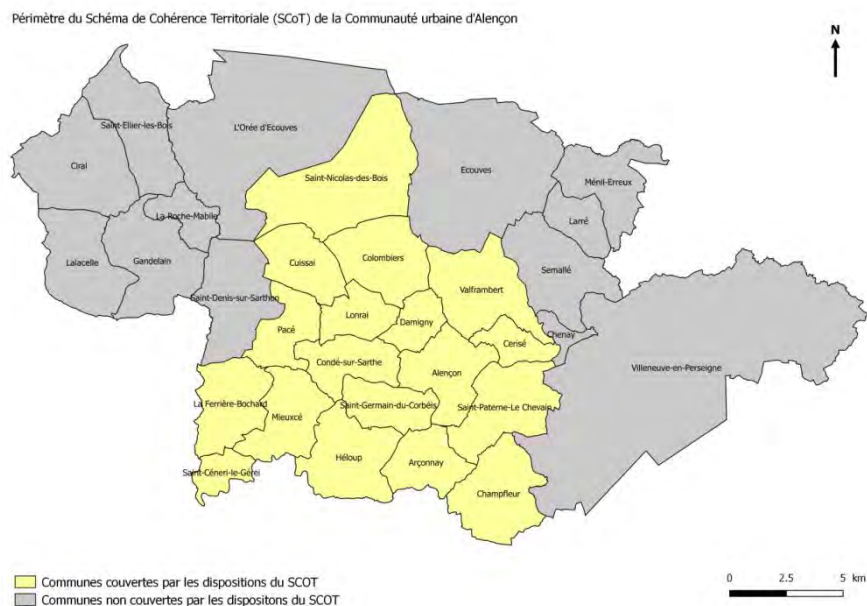 Périmètre du Schéma de Cohérence Territoriale (SCoT) de la Communauté urbaine d'Alençon
N
Saint-Ellier-les-Bois
L'Orée d'Ecouves
Ciral
Saint-Nicolas-des-Bois
Ecouves
Ménil-Erreux
La Roche-Mabile
Larré
Lalacelle
Gandelain
Cuissai
Colombiers
Semallé
Saint-Denis-sur-Sarthon
Valframbert
Pacé
Lonrai
Damigny
Chenay
Cerisé
Condé-sur-Sarthe
Villeneuve-en-Perseigne
Alençon
La Ferrière-Bochard
Saint-Germain-du-Corbéis
Saint-Paterne-Le Chevain
Mieuxcé
Héloup
Arçonnay
Saint-Céneri-le-Gérei
Champfleur
Communes couvertes par les dispositions du SCOT
Communes non couvertes par les dispositons du SCOT
0 2.5 5 km